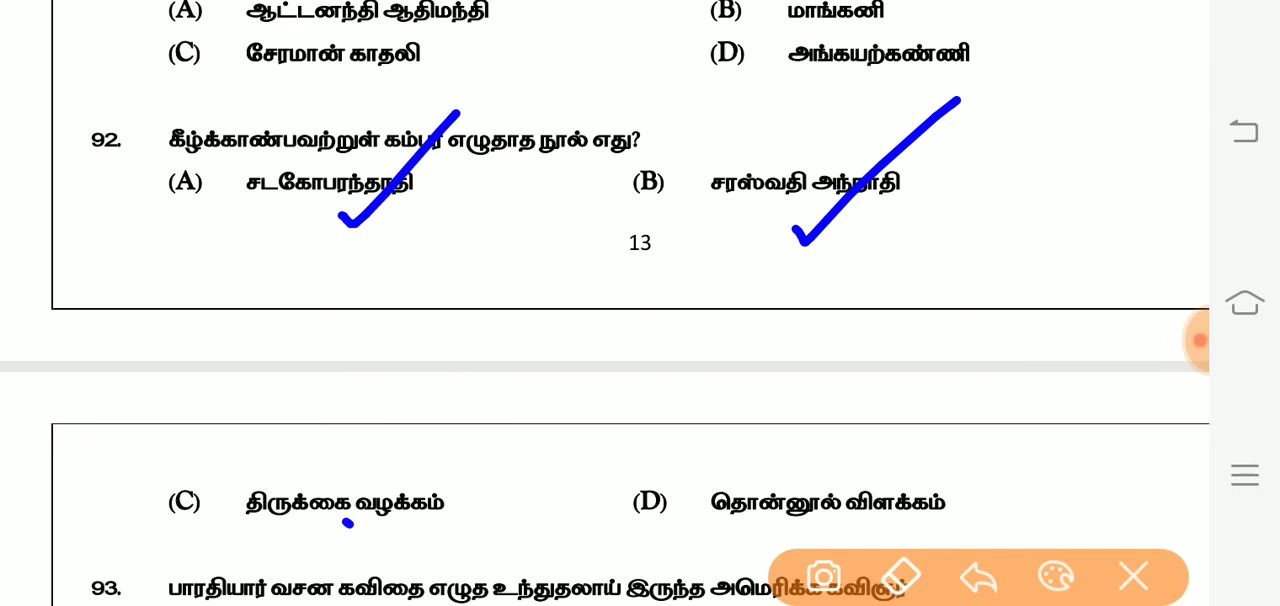 (A) ஆட்டனந்தி ஆதிமந்தி (B) மாங்கனி
(C) சேரமான் காதலி (D) அங்கயற்கண்ணி
92. கீழ்க்காண்பவற்றுள் கம்பர் எழுதாத நூல் எது?
(A) சடகோபரந்தாதி (B) சரஸ்வதி அந்தாதி
13
(C) திருக்கை வழக்கம் (D) தொன்னூல் விளக்கம்
93. பாரதியார் வசன கவிதை எழுத உந்துதலாய் இருந்த அமெரிக்க கவிஞர்